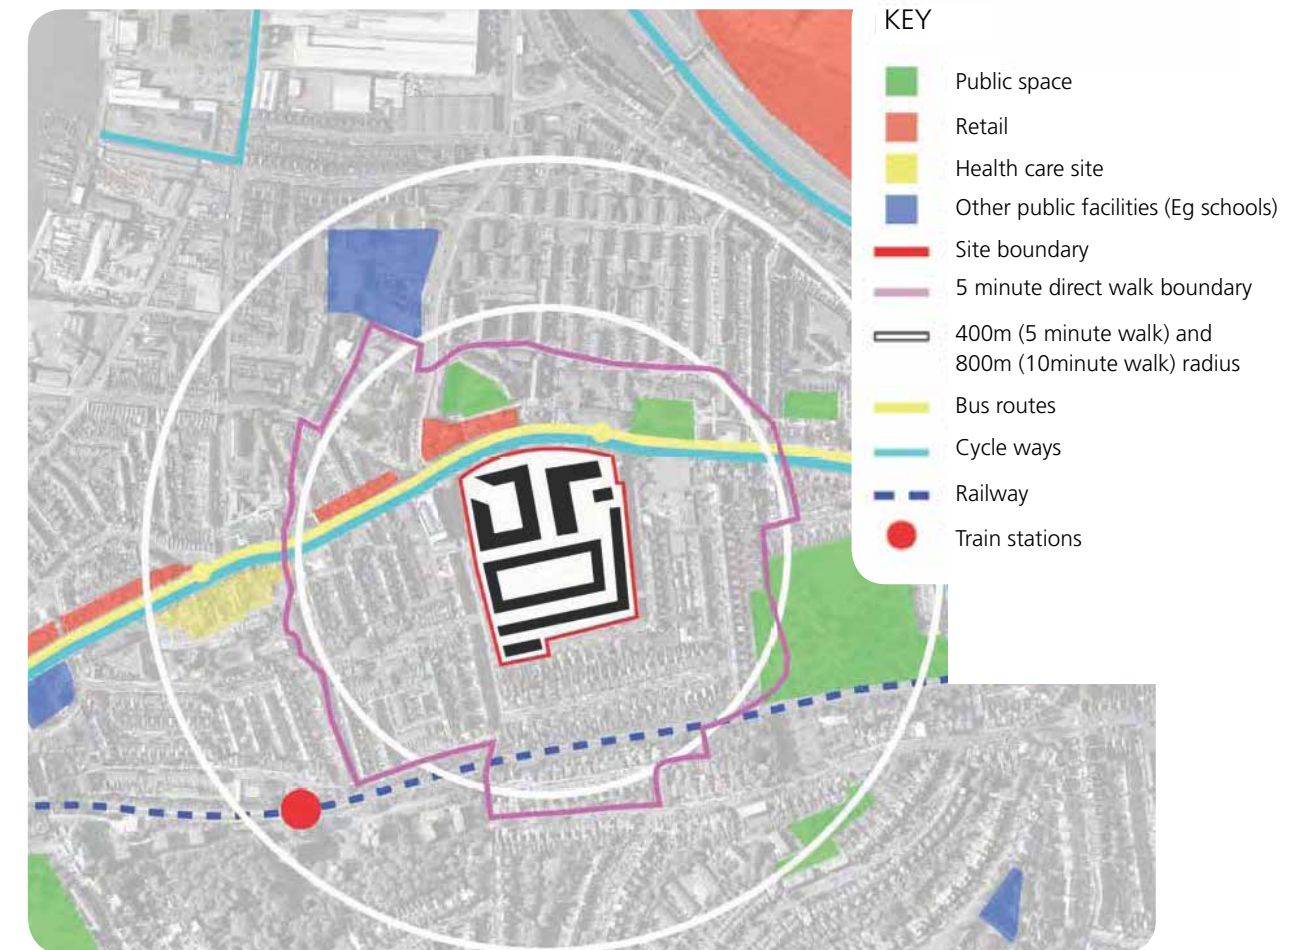 KEY
Public space
Retail
Health care site
Other public facilities (Eg schools)
Site boundary
5 minute direct walk boundary
400m (5 minute walk) and
800m (10minute walk) radius
Bus routes
Cycle ways
Railway
Train stations